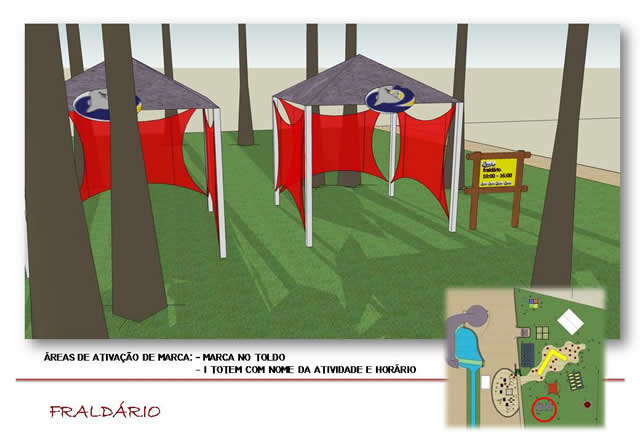 fraldário
10:00 - 16:00
ÁREAS DE ATIVAÇÃO DE MARCA: - MARCA NO TOLDO
- 1 TOTEM COM NOME DA ATIVIDADE E HORÁRIO
FRALDÁRIO